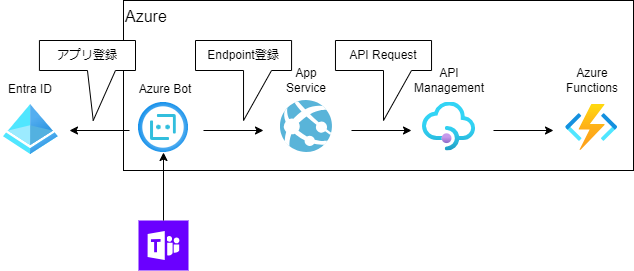 Azure
アプリ登録
Endpoint登録
API Request
Entra ID
Azure Bot
App
Service
API
Management
Azure
Functions
T